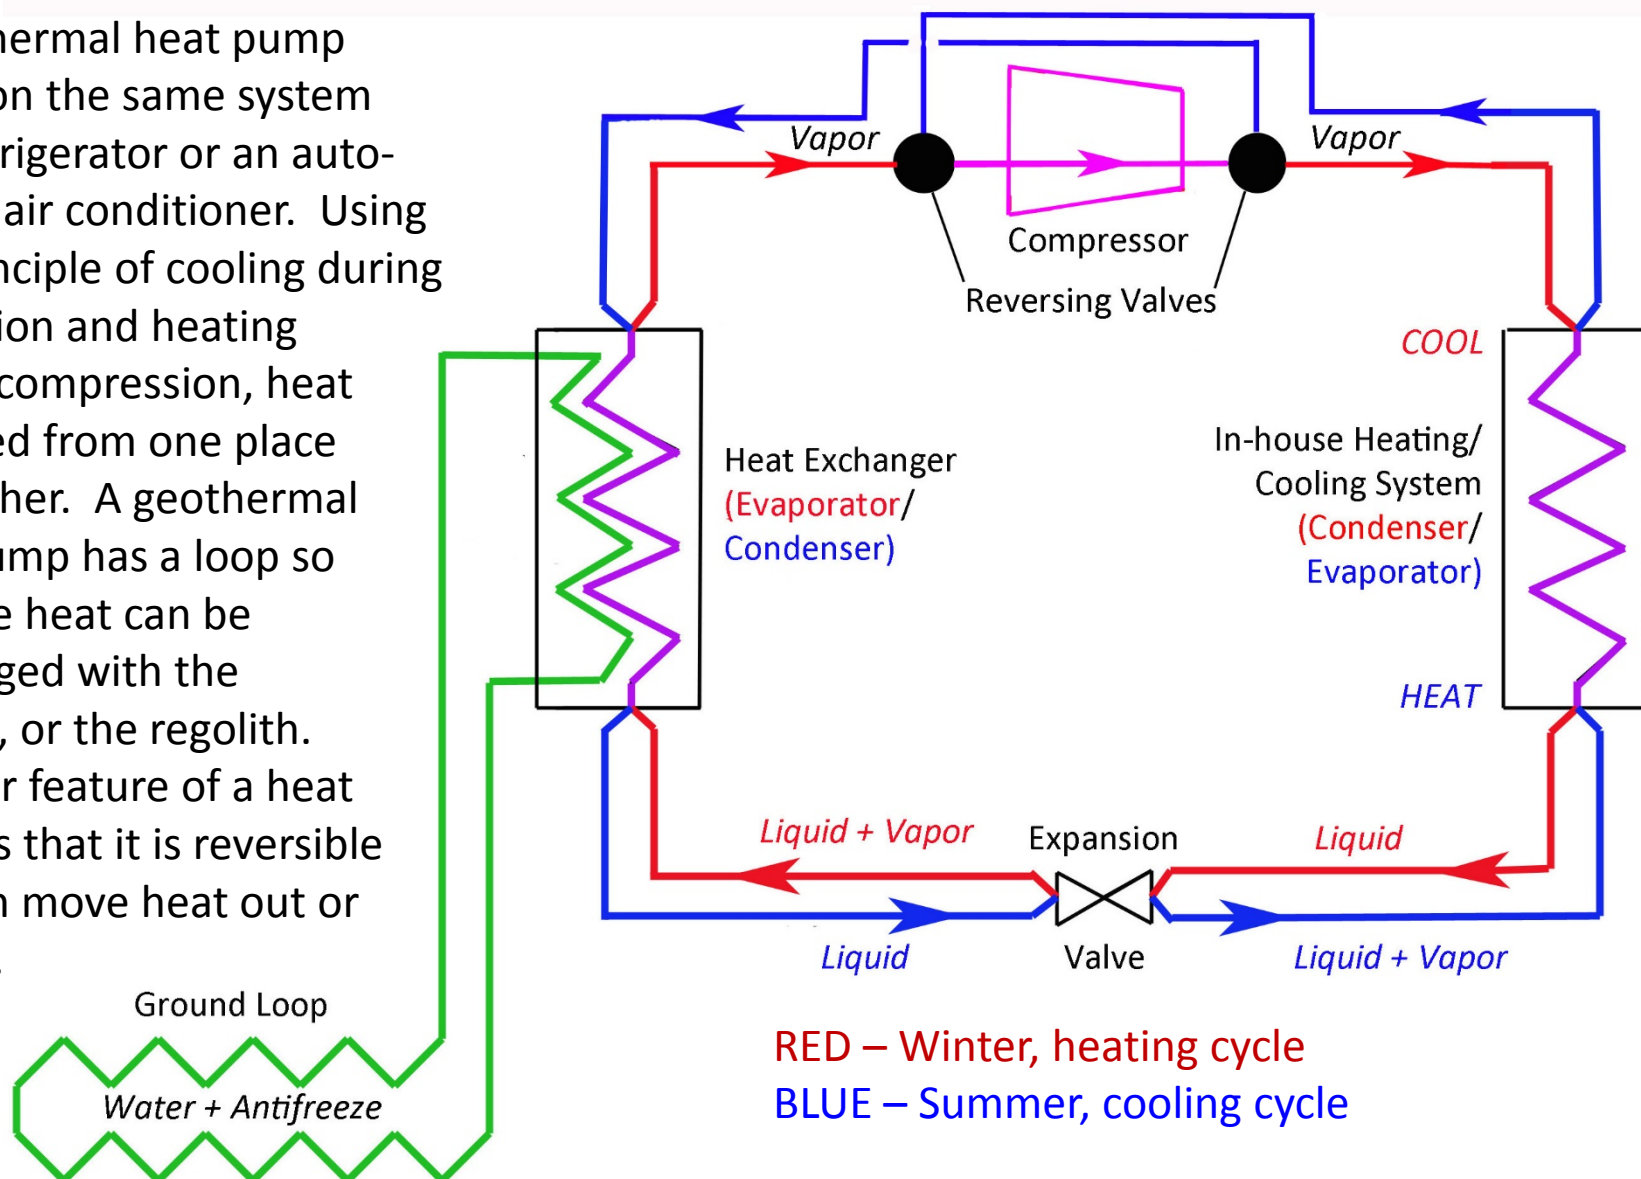 hermal heat pump
on the same system
rigerator or an auto-
air conditioner.  Using
nciple of cooling during
ion and heating
compression, heat
ed from one place
her.  A geothermal
ump has a loop so
e heat can be
ged with the
, or the regolith.
r feature of a heat
s that it is reversible
n move heat out or
.
Vapor
Vapor
Compressor
Reversing Valves
COOL
Heat Exchanger
(Evaporator/
Condenser)
In-house Heating/
Cooling System
(Condenser/
Evaporator)
HEAT
Liquid + Vapor
Expansion
Liquid
Liquid
Valve
Liquid + Vapor
Ground Loop
Water + Antifreeze
RED – Winter, heating cycle
BLUE – Summer, cooling cycle